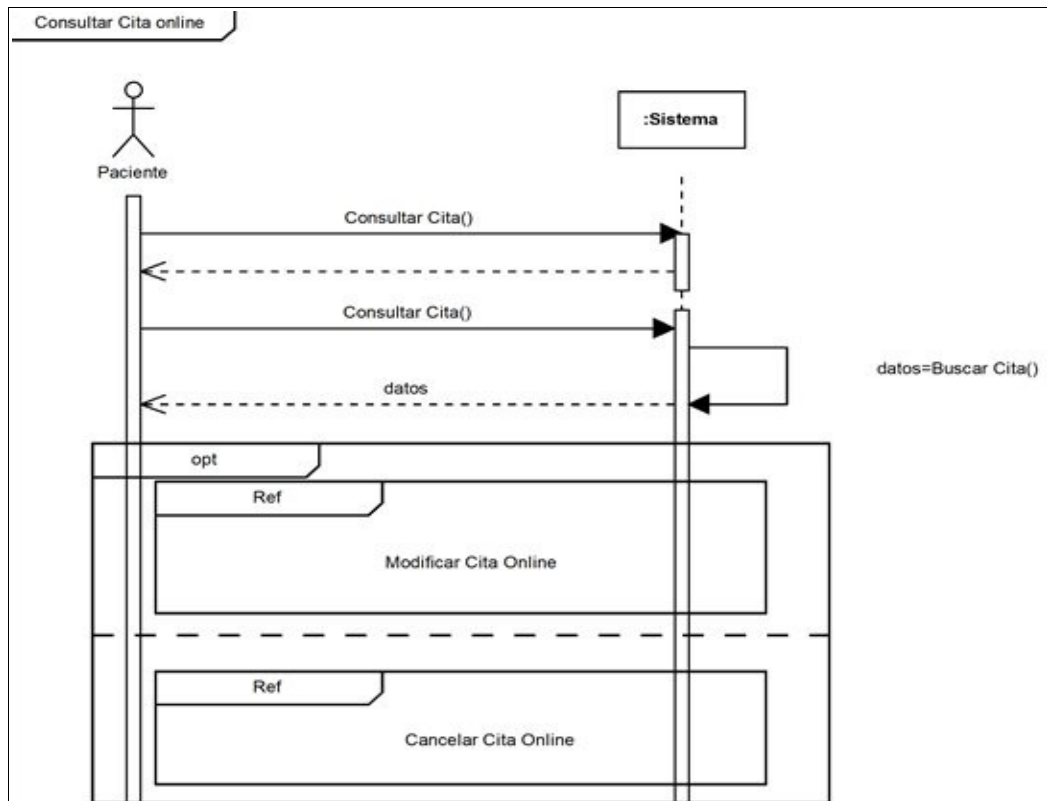 Consultar Cita online
:Sistema
Paciente
Consultar Cita()
Consultar Cita()
datos=Buscar Cita()
datos
opt
Ref
Modificar Cita Online
Ref
Cancelar Cita Online